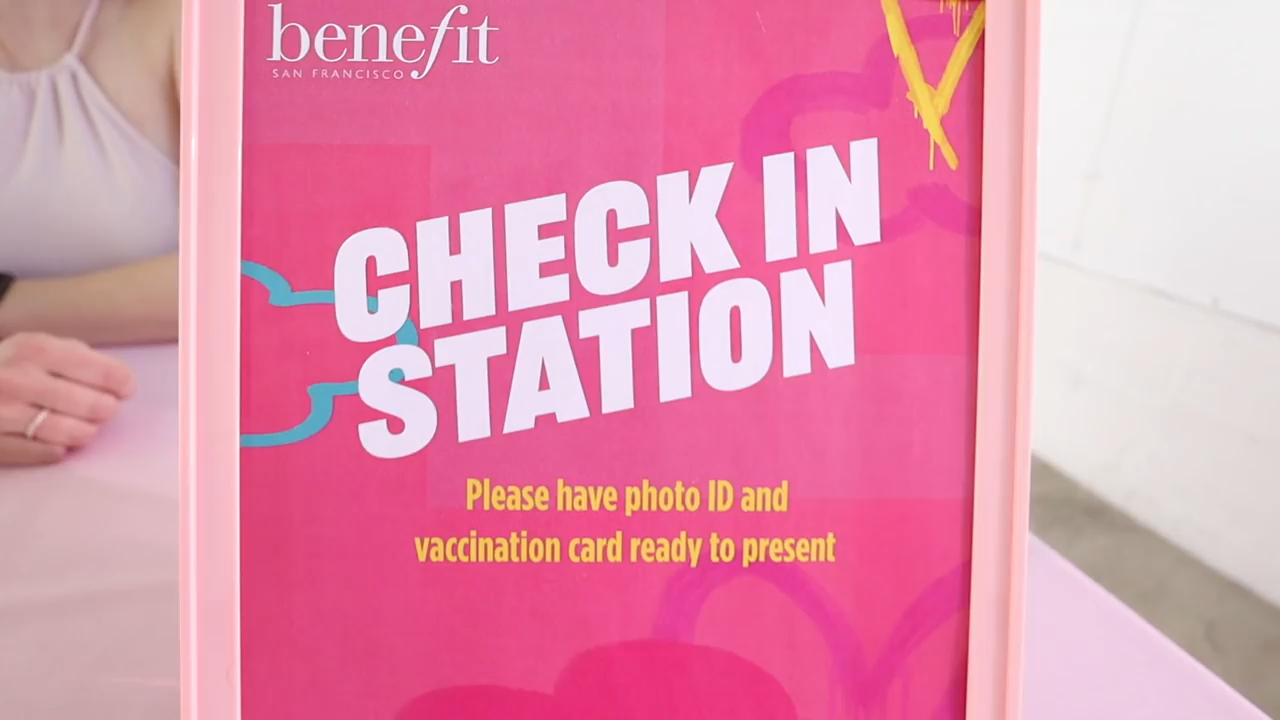 benefit
SAN FRANCISCO
CHECK IN
STATION
Please have photo ID and
vaccination card ready to present